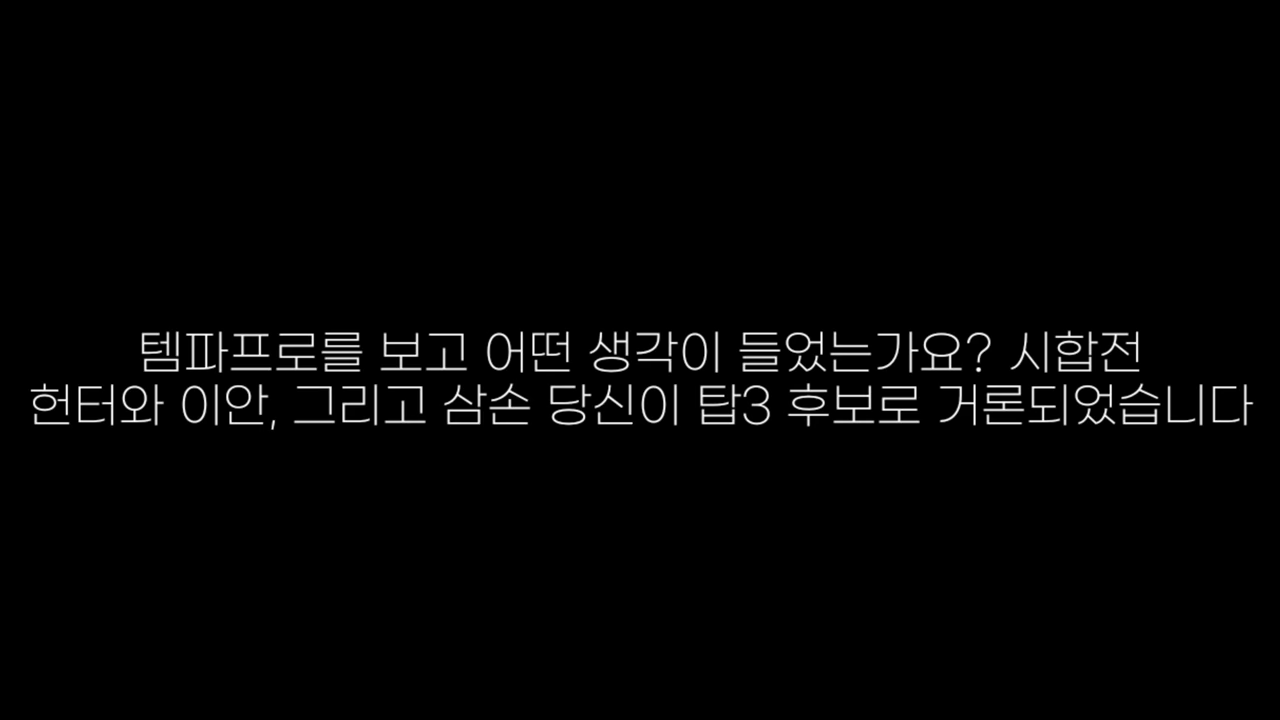 템파프로를 보고 어떤 생각이 들었는가요? 시합전
헌터와 이안, 그리고 삼손 당신이 탑3 후보로 거론되었습니다